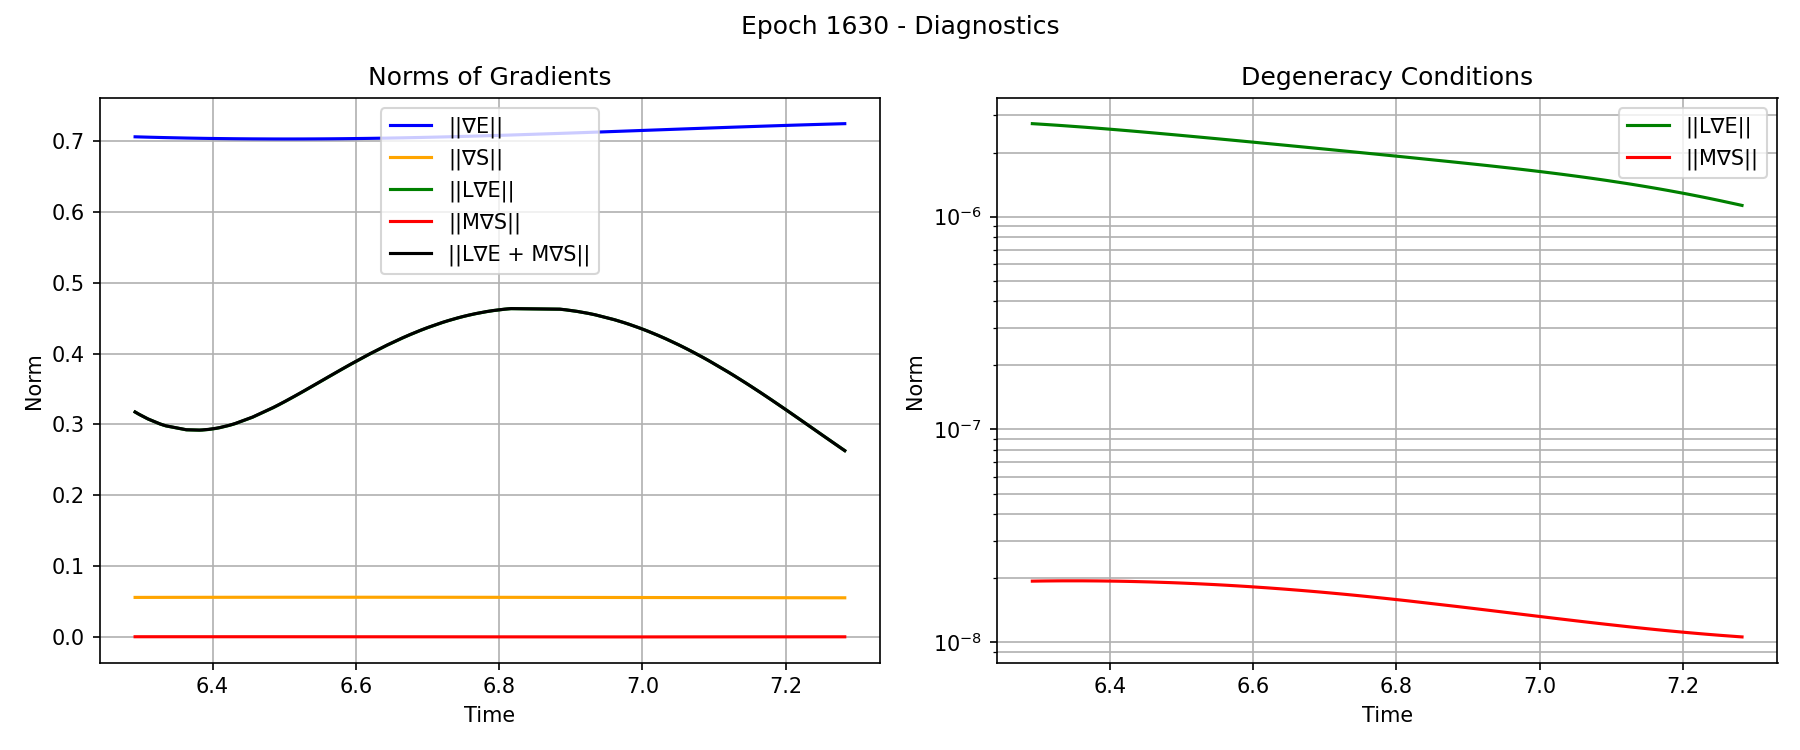 Epoch 1630 - Diagnostics
Norms of Gradients
||∇E||
||∇S||
||L∇E||
||M∇S||
||L∇E + M∇S||
Norm
0.7
0.6
0.5
0.4
0.3
0.2
0.1
0.0
6.4 6.6 6.8 7.0 7.2
Time
Degeneracy Conditions
||L∇E||
||M∇S||
Norm
10⁻⁶
10⁻⁷
10⁻⁸
6.4 6.6 6.8 7.0 7.2
Time